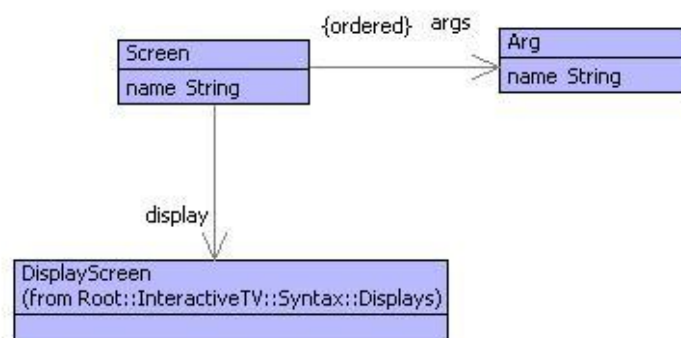 {ordered} args
Screen
name String
Arg
name String
display
DisplayScreen
(from Root::InteractiveTV::Syntax::Displays)